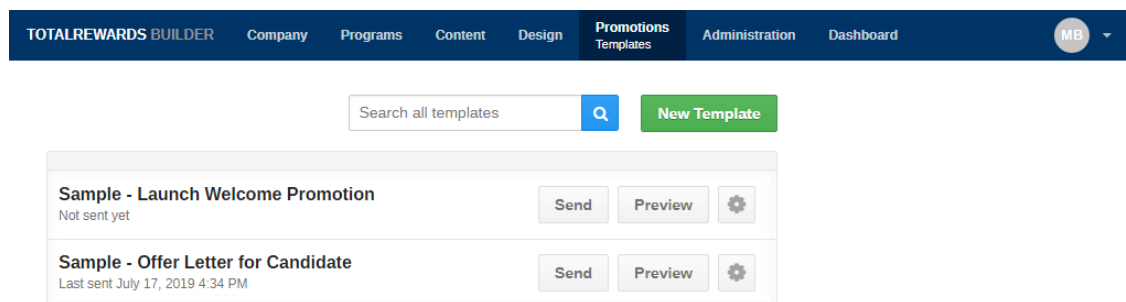 TOTALREWARDS BUILDER Company Programs Content Design Promotions Administration Dashboard MB
Templates
Search all templates New Template
Sample - Launch Welcome Promotion
Not sent yet
Send Preview
Sample - Offer Letter for Candidate
Last sent July 17, 2019 4:34 PM
Send Preview